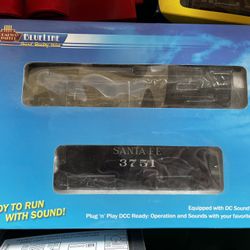 BLUELINE
SANTA FE
3751
DY TO RUN
WITH SOUND!
Equipped with DC Sound
Plug 'n' Play DCC Ready: Operation and Sounds with your favorite